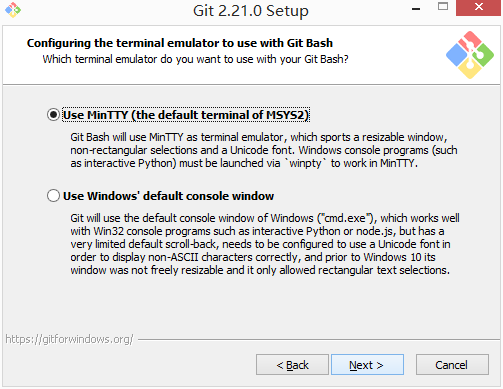 Git 2.21.0 Setup
Configuring the terminal emulator to use with Git Bash
Which terminal emulator do you want to use with your Git Bash?
Use MinTTY (the default terminal of MSYS2)
Git Bash will use MinTTY as terminal emulator, which sports a resizable window,
non-rectangular selections and a Unicode font. Windows console programs (such
as interactive Python) must be launched via `winpty` to work in MinTTY.
Use Windows' default console window
Git will use the default console window of Windows ("cmd.exe"), which works well
with Win32 console programs such as interactive Python or node.js, but has a
very limited default scroll-back, needs to be configured to use a Unicode font in
order to display non-ASCII characters correctly, and prior to Windows 10 its
window was not freely resizable and it only allowed rectangular text selections.
https://gitforwindows.org/
< Back
Next >
Cancel